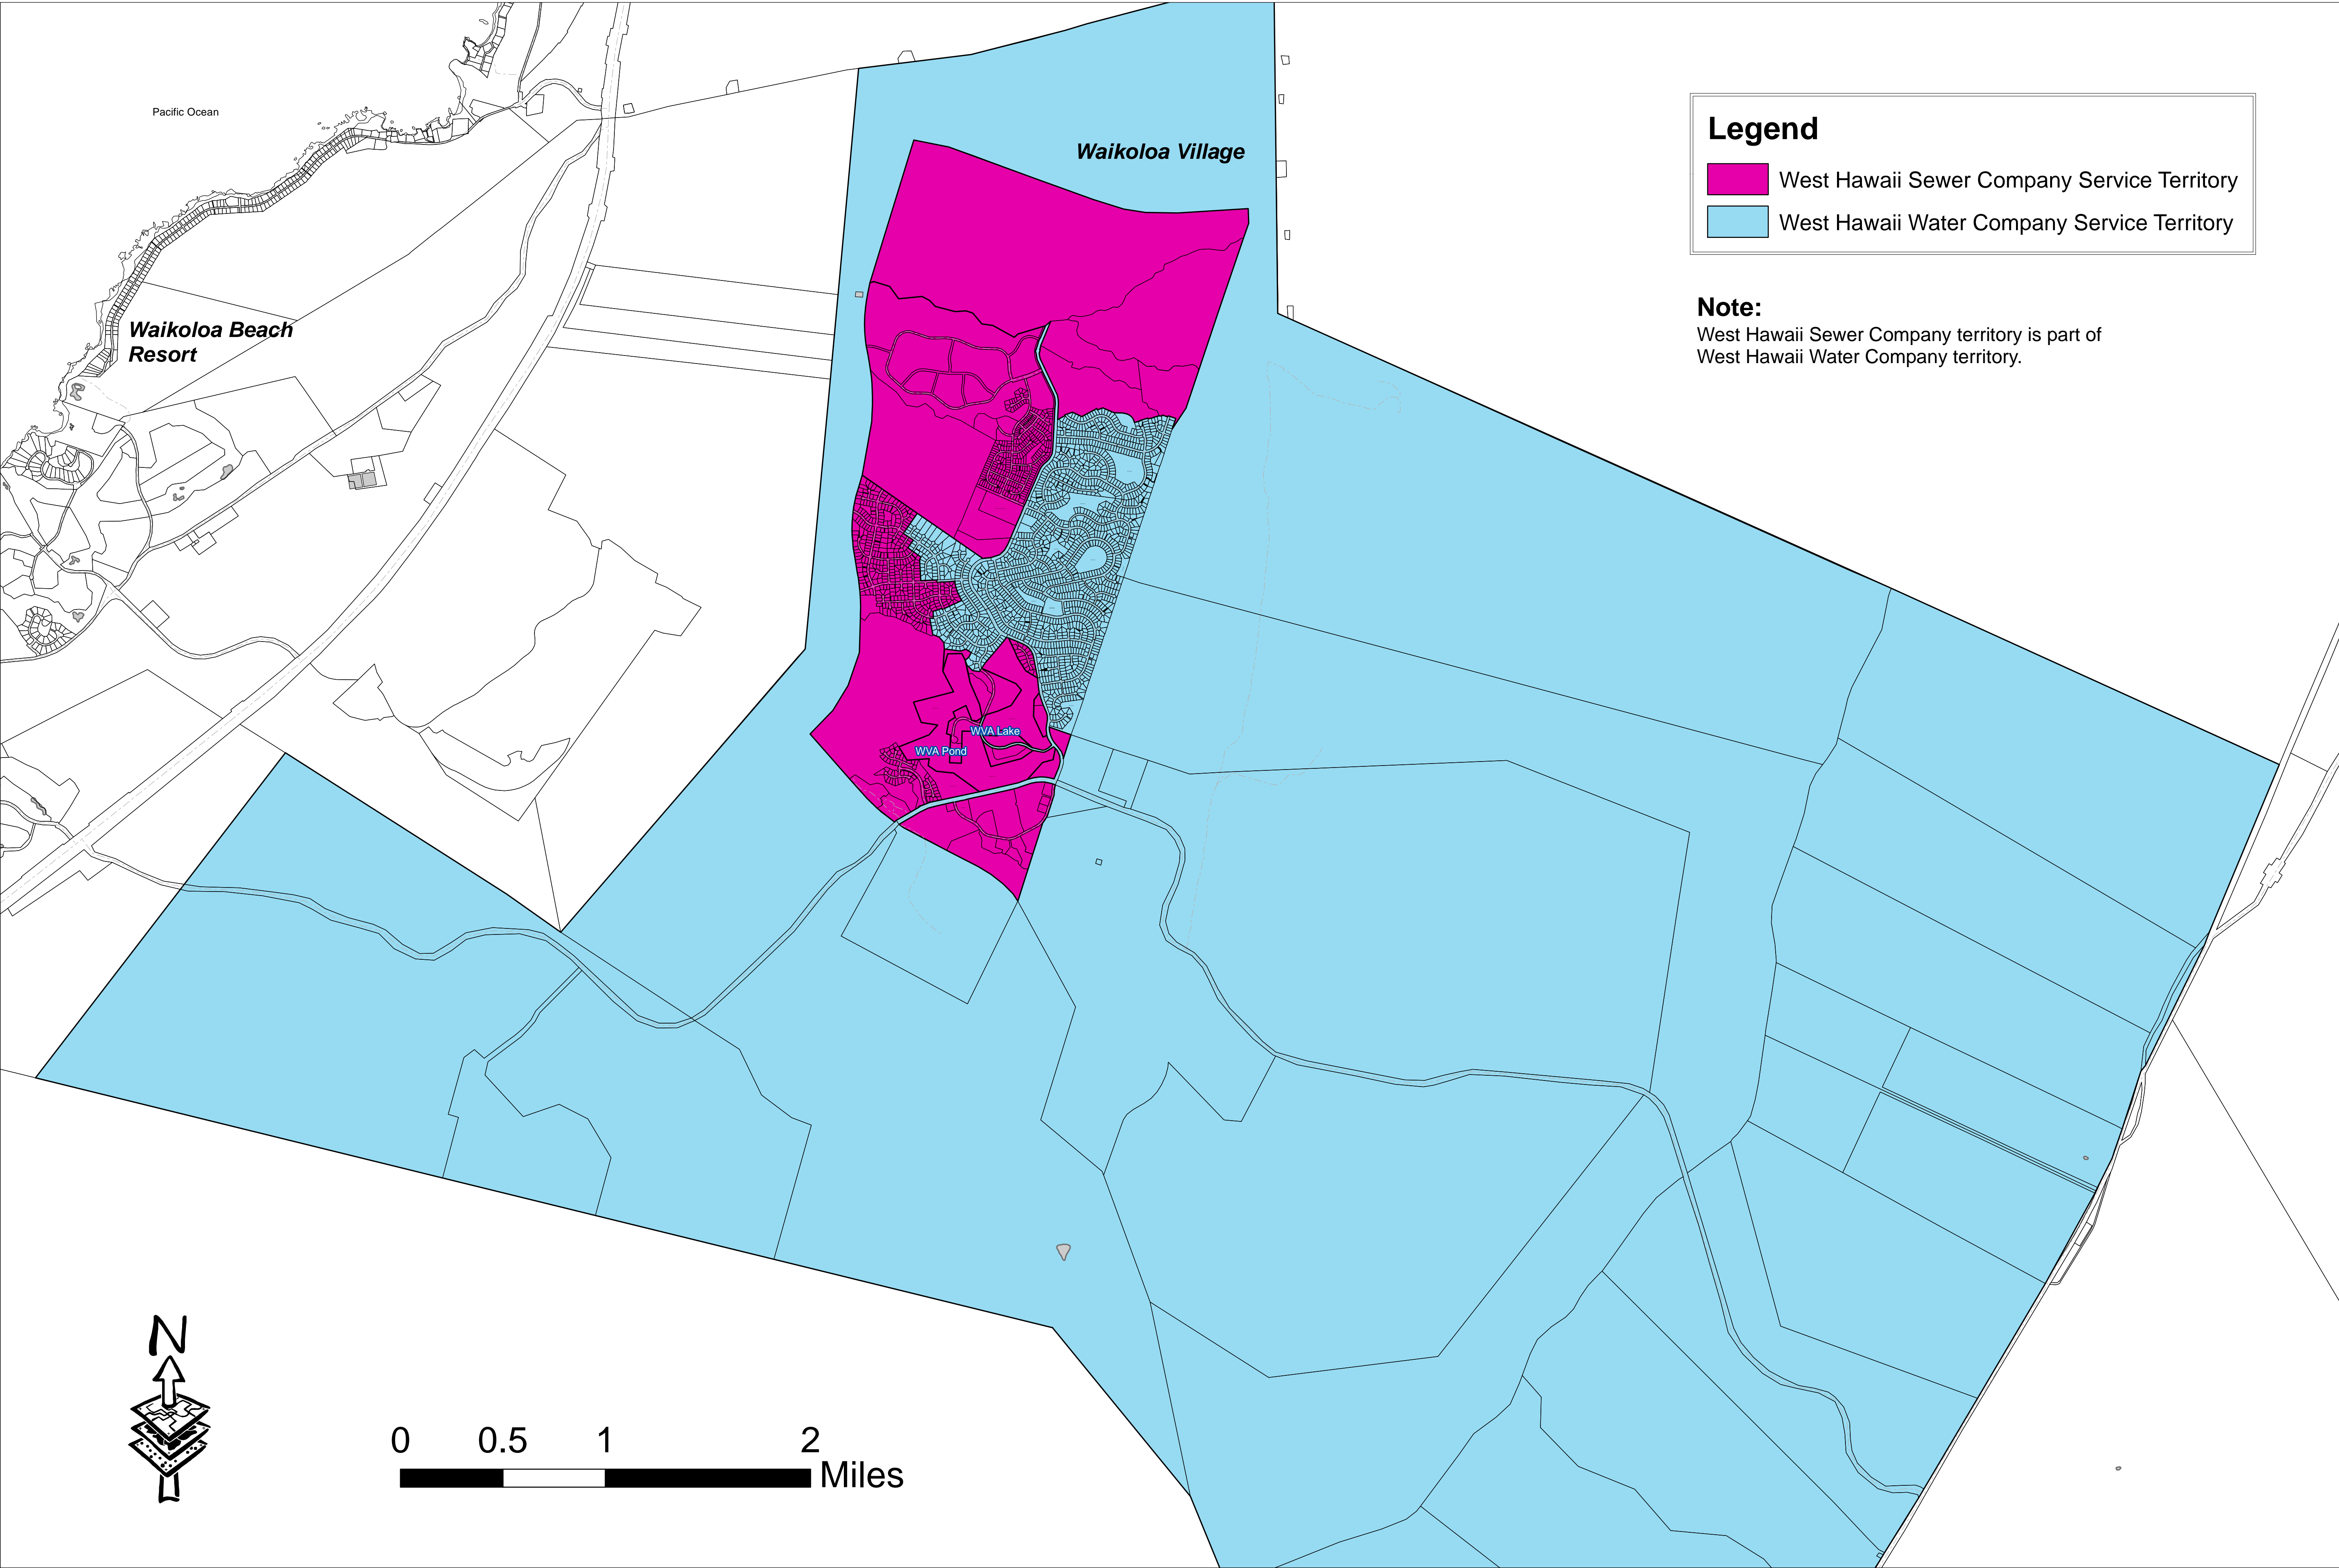 Pacific Ocean
Waikoloa Village
Waikoloa Beach
Resort
Legend
West Hawaii Sewer Company Service Territory
West Hawaii Water Company Service Territory
Note:
West Hawaii Sewer Company territory is part of
West Hawaii Water Company territory.
WVA Lake
WVA Pond
N
0 0.5 1 2
Miles